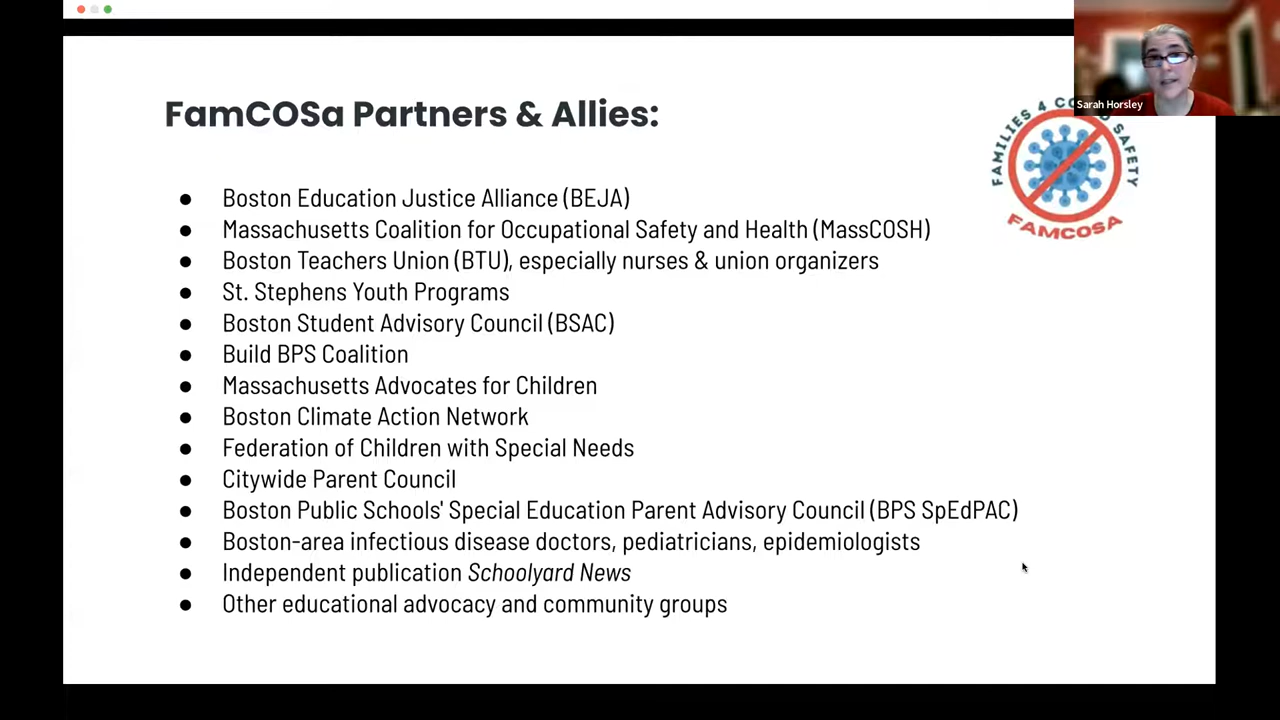 Sarah Horsley
FamCOSa Partners & Allies:
FAMILIES 4 CO SAFETY
FAMCOSA
● Boston Education Justice Alliance (BEJA)
● Massachusetts Coalition for Occupational Safety and Health (MassCOSH)
● Boston Teachers Union (BTU), especially nurses & union organizers
● St. Stephens Youth Programs
● Boston Student Advisory Council (BSAC)
● Build BPS Coalition
● Massachusetts Advocates for Children
● Boston Climate Action Network
● Federation of Children with Special Needs
● Citywide Parent Council
● Boston Public Schools' Special Education Parent Advisory Council (BPS SpEdPAC)
● Boston-area infectious disease doctors, pediatricians, epidemiologists
● Independent publication Schoolyard News
● Other educational advocacy and community groups